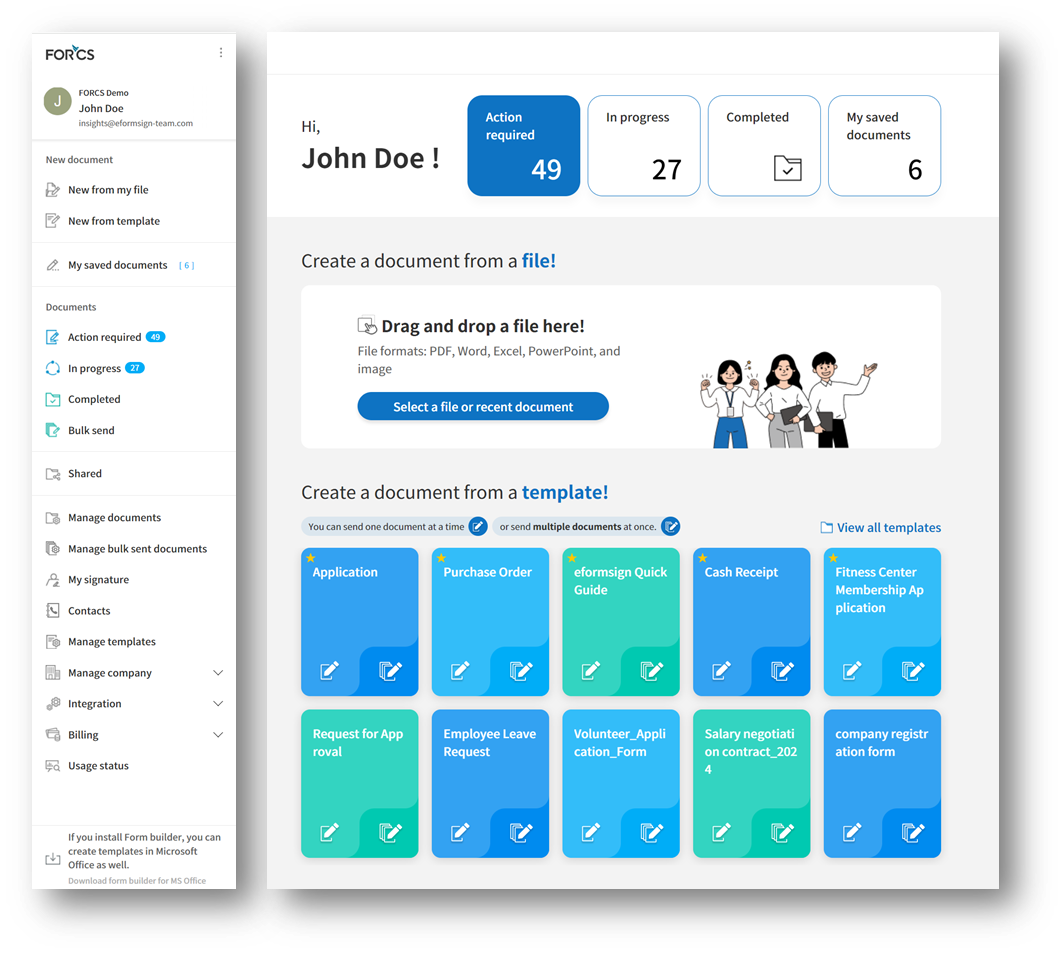 FORCS
J
FORCS Demo
John Doe
insights@eformsign-team.com
New document
New from my file
New from template
My saved documents [ 6 ]
Documents
Action required 49
In progress 27
Completed
Bulk send
Shared
Manage documents
Manage bulk sent documents
My signature
Contacts
Manage templates
Manage company
Integration
Billing
Usage status
If you install Form builder, you can
create templates in Microsoft
Office as well.
Download form builder for MS Office
Hi,
John Doe !
Action
required
49
In progress
27
Completed
My saved
documents
6
Create a document from a file!
Drag and drop a file here!
File formats: PDF, Word, Excel, PowerPoint, and
image
Select a file or recent document
Create a document from a template!
You can send one document at a time
or send multiple documents at once.
View all templates
Application
Purchase Order
eformsign Quick
Guide
Cash Receipt
Fitness Center
Membership Ap
plication
Request for App
roval
Employee Leave
Request
Volunteer_Appli
cation_Form
Salary negotiati
on contract_202
4
company registr
ation form